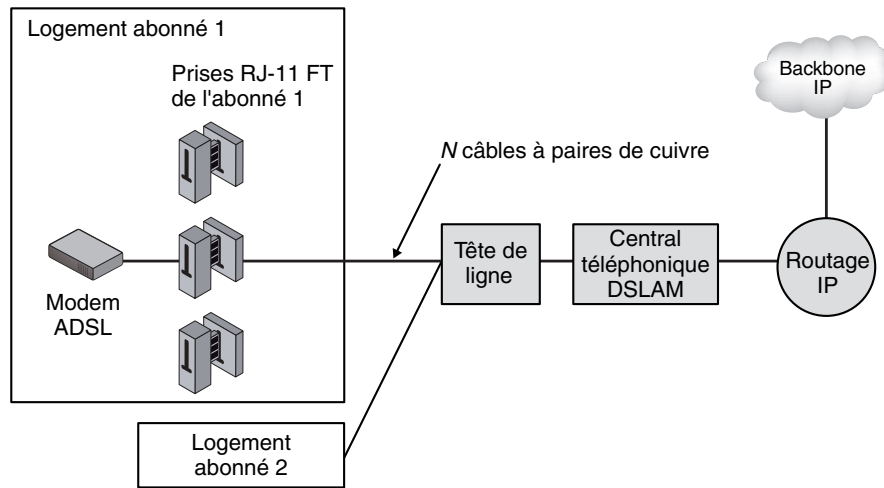 Logement abonné 1
Prises RJ-11 FT
de l'abonné 1
Modem
ADSL
N câbles à paires de cuivre
Tête de
ligne
Central
téléphonique
DSLAM
Routage
IP
Backbone
IP
Logement
abonné 2